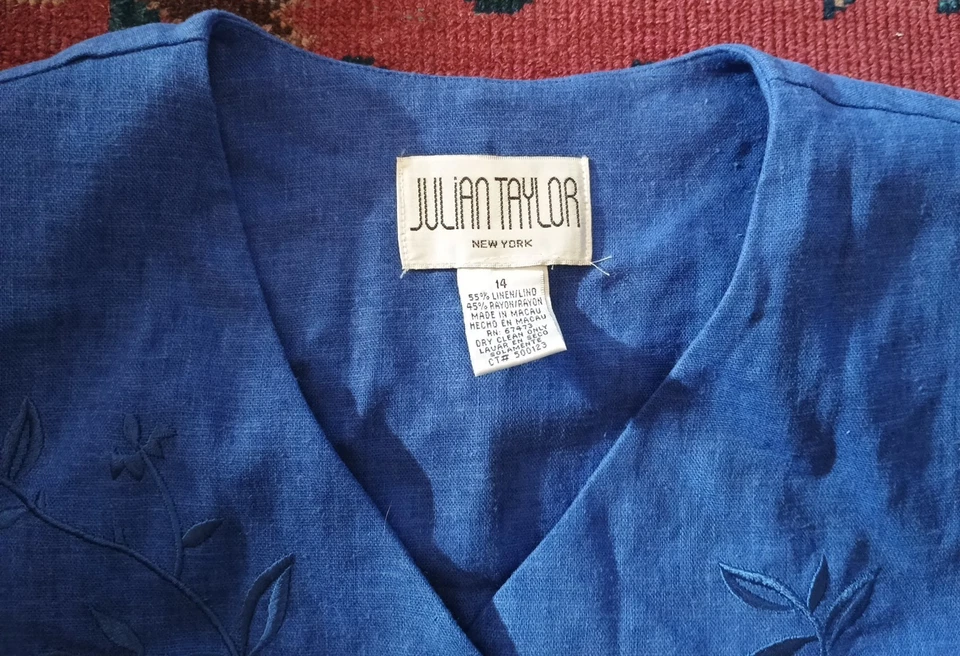 JULIAN TAYLOR
NEW YORK
14
55% LINEN/LINO
45% RAYON/RAYON
MADE IN MACAU
HECHO EN MACAU
RN: 67473
DRY CLEAN ONLY
LAVAR EN SECO
SOLAMENTE
CT# 500123